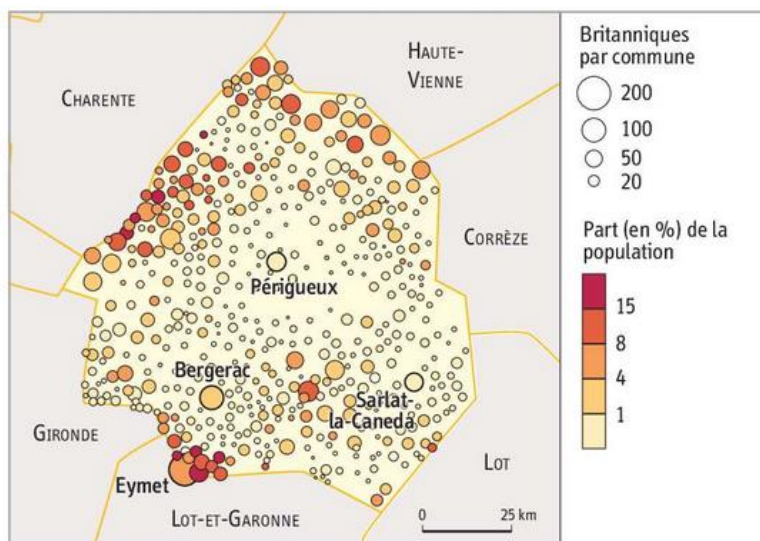 HAUTE-
VIENNE
CHARENTE
CORRÈZE
Périgueux
Bergerac
Sarlat-
la-Canéda
GIRONDE
Eymet
LOT
LOT-ET-GARONNE
0 25 km
Britanniques
par commune
200
100
50
20
Part (en %) de la
population
15
8
4
1